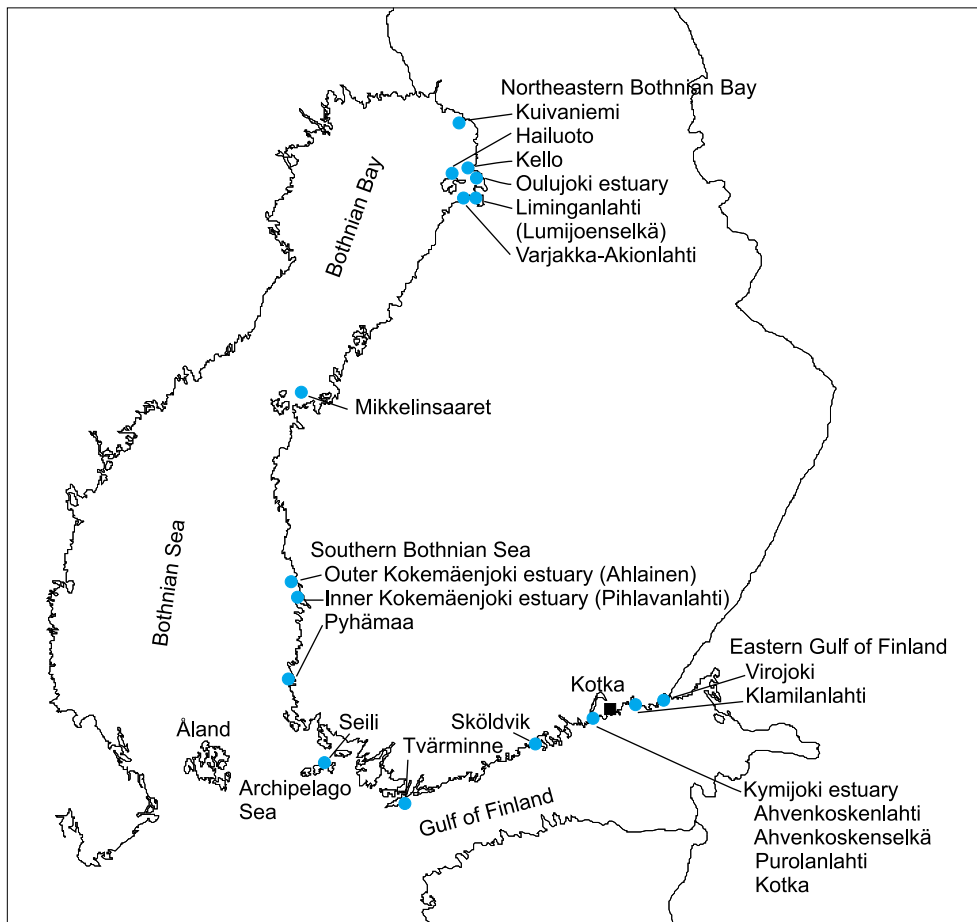 Northeastern Bothnian Bay
Kuivaniemi
Hailuoto
Kello
Oulujoki estuary
Liminganlahti
(Lumijoenselkä)
Varjakka-Akionlahti
Bothnian Bay
Mikkelinsaaret
Bothnian Sea
Southern Bothnian Sea
Outer Kokemäenjoki estuary (Ahlainen)
Inner Kokemäenjoki estuary (Pihlavanlahti)
Pyhämaa
Eastern Gulf of Finland
Virojoki
Klamilanlahti
Kotka
Åland
Seili
Sköldvik
Tvärminne
Archipelago
Sea
Gulf of Finland
Kymijoki estuary
Ahvenkoskenlahti
Ahvenkoskenselkä
Purolanlahti
Kotka